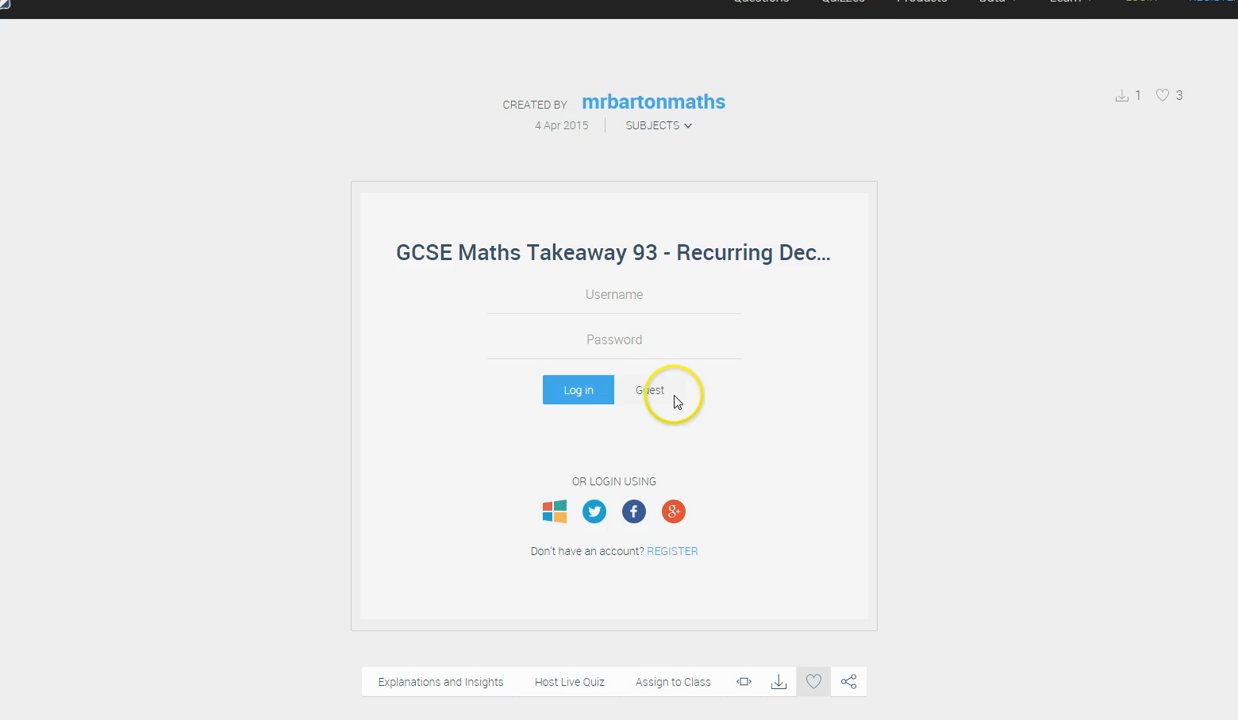 CREATED BY mrbartonmaths
1
3
4 Apr 2015
SUBJECTS
GCSE Maths Takeaway 93 - Recurring Dec...
Username
Password
Log in
Guest
OR LOGIN USING
Don't have an account? REGISTER
Explanations and Insights
Host Live Quiz
Assign to Class